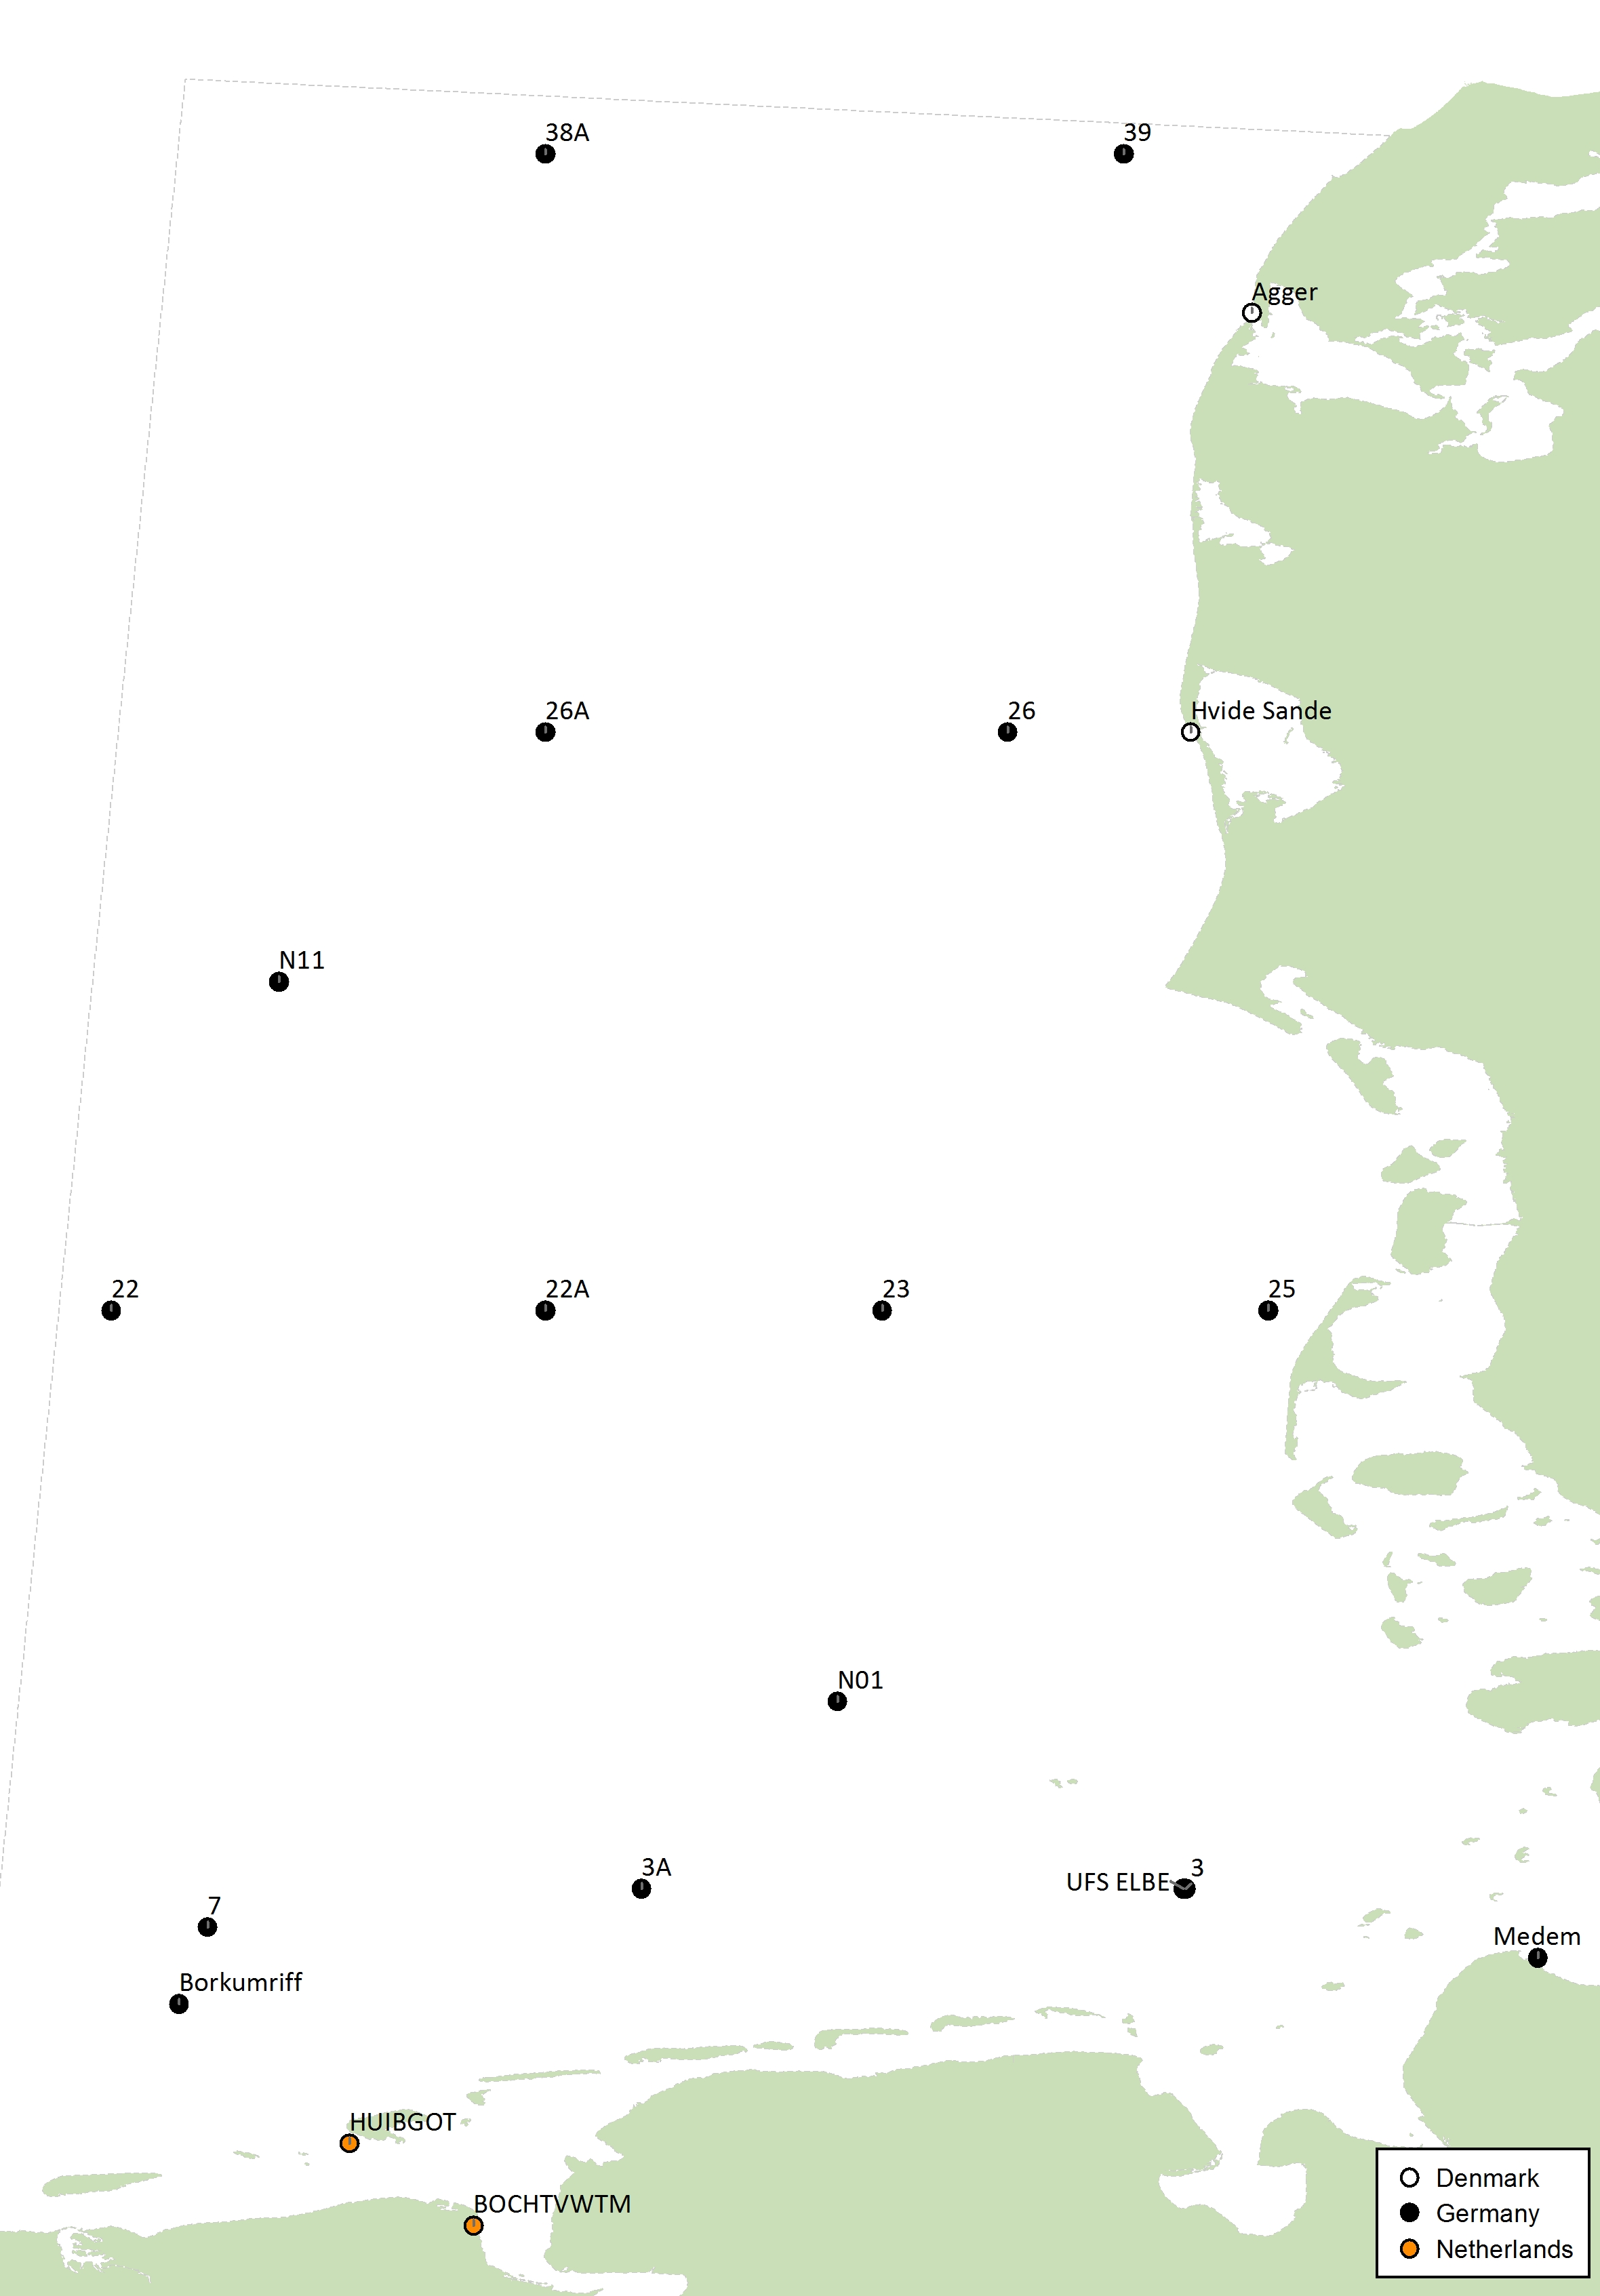 38A
39
Agger
26A
26
Hvide Sande
N11
22
22A
23
25
N01
3A
UFS ELBE
3
7
Medem
Borkumriff
HUIBGOT
BOCHTVWTM
Denmark
Germany
Netherlands